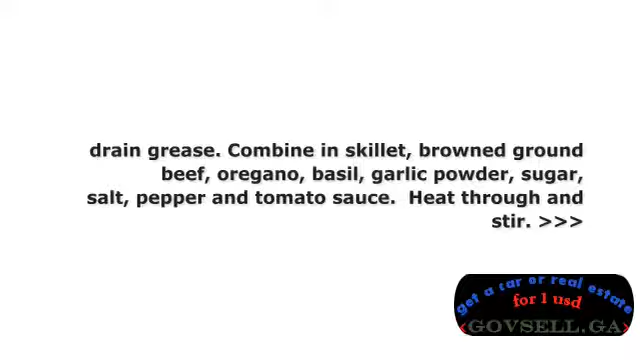 drain grease. Combine in skillet, browned ground
beef, oregano, basil, garlic powder, sugar,
salt, pepper and tomato sauce.  Heat through and
stir. >>>
get a car or real estate
for 1 usd
<GOVSELL.GA>